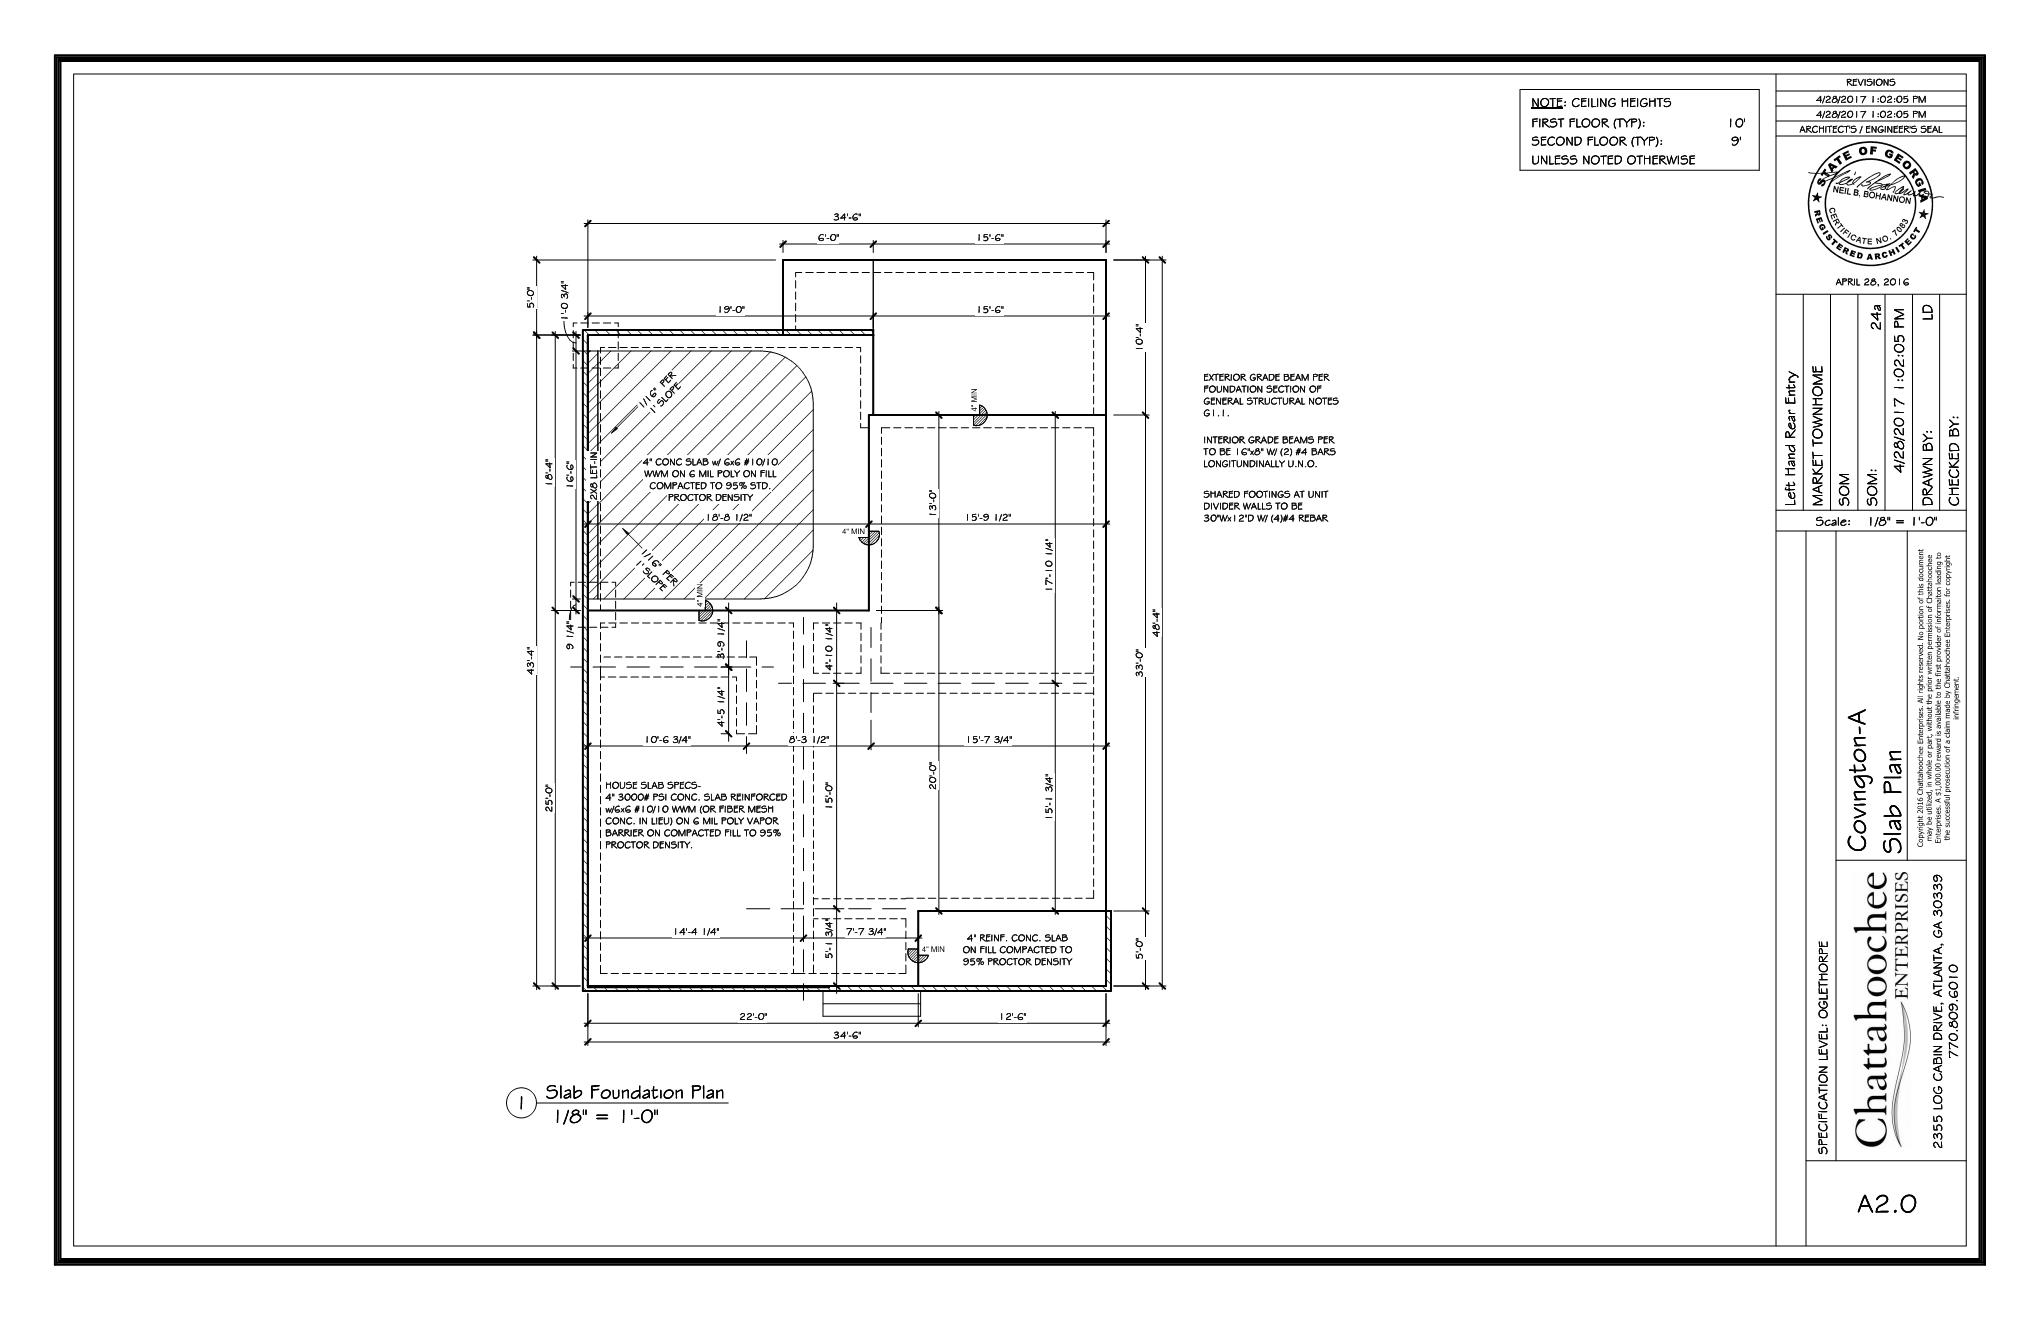 NOTE: CEILING HEIGHTS
FIRST FLOOR (TYP): 10'
SECOND FLOOR (TYP): 9'
UNLESS NOTED OTHERWISE
REVISIONS
4/28/2017 1:02:05 PM
4/28/2017 1:02:05 PM
ARCHITECT'S / ENGINEER'S SEAL
STATE OF GEORGIA
NEIL B. BOHANNON
CERTIFICATE NO. 7083
REGISTERED ARCHITECT
APRIL 28, 2016
Left Hand Rear Entry
MARKET TOWNHOME
SOM
SOM: 24a
4/28/2017 1:02:05 PM
DRAWN BY: LD
CHECKED BY:
Scale: 1/8" = 1'-0"
Covington-A
Slab Plan
Copyright 2016 Chattahoochee Enterprises. All rights reserved. No portion of this document
may be utilized, in whole or part, without the prior written permission of Chattahoochee
Enterprises. A $1,000.00 reward is available to the first provider of information leading to
the successful prosecution of a claim made by Chattahoochee Enterprises. for copyright
infringement.
SPECIFICATION LEVEL: OGLETHORPE
Chattahoochee
ENTERPRISES
2355 LOG CABIN DRIVE, ATLANTA, GA 30339
770.809.6010
A2.0
34'-6"
6'-0"
15'-6"
19'-0"
15'-6"
5'-0"
1'-0 3/4"
10'-4"
4" MIN
EXTERIOR GRADE BEAM PER
FOUNDATION SECTION OF
GENERAL STRUCTURAL NOTES
G1.1.
INTERIOR GRADE BEAMS PER
TO BE 16"x8" W/ (2) #4 BARS
LONGITUNDINALLY U.N.O.
SHARED FOOTINGS AT UNIT
DIVIDER WALLS TO BE
30"Wx12"D W/ (4)#4 REBAR
1/16" PER
1' SLOPE
4" CONC SLAB w/ 6x6 #10/10
WWM ON 6 MIL POLY ON FILL
COMPACTED TO 95% STD.
PROCTOR DENSITY
18'-4"
16'-6"
2X8 LET-IN
18'-8 1/2"
15'-9 1/2"
13'-0"
17'-10 1/4"
4" MIN
1/16" PER
1' SLOPE
4" MIN
9 1/4"
3'-9 1/4"
4'-10 1/4"
4'-5 1/4"
43'-4"
48'-4"
33'-0"
10'-6 3/4"
8'-3 1/2"
15'-7 3/4"
25'-0"
15'-0"
20'-0"
15'-1 3/4"
HOUSE SLAB SPECS-
4" 3000# PSI CONC. SLAB REINFORCED
w/6x6 #10/10 WWM (OR FIBER MESH
CONC. IN LIEU) ON 6 MIL POLY VAPOR
BARRIER ON COMPACTED FILL TO 95%
PROCTOR DENSITY.
14'-4 1/4"
7'-7 3/4"
5'-1 3/4"
4" MIN
4" REINF. CONC. SLAB
ON FILL COMPACTED TO
95% PROCTOR DENSITY
5'-0"
22'-0"
12'-6"
34'-6"
1
Slab Foundation Plan
1/8" = 1'-0"